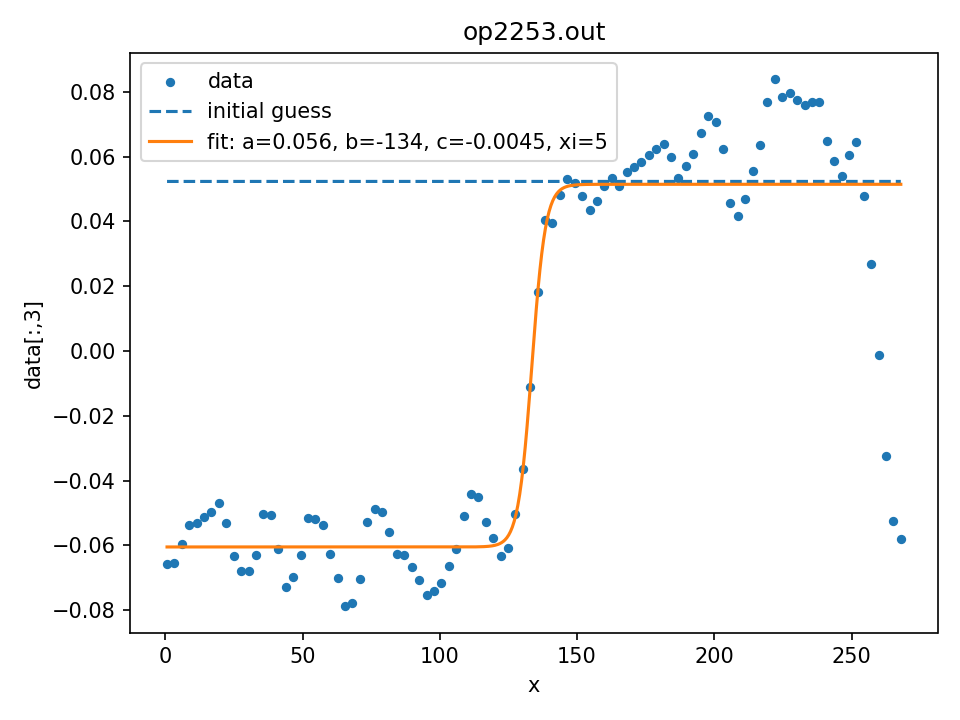 op2253.out
data
initial guess
fit: a=0.056, b=-134, c=-0.0045, xi=5
0.08
0.06
0.04
0.02
0.00
−0.02
−0.04
−0.06
−0.08
data[:,3]
0 50 100 150 200 250
x